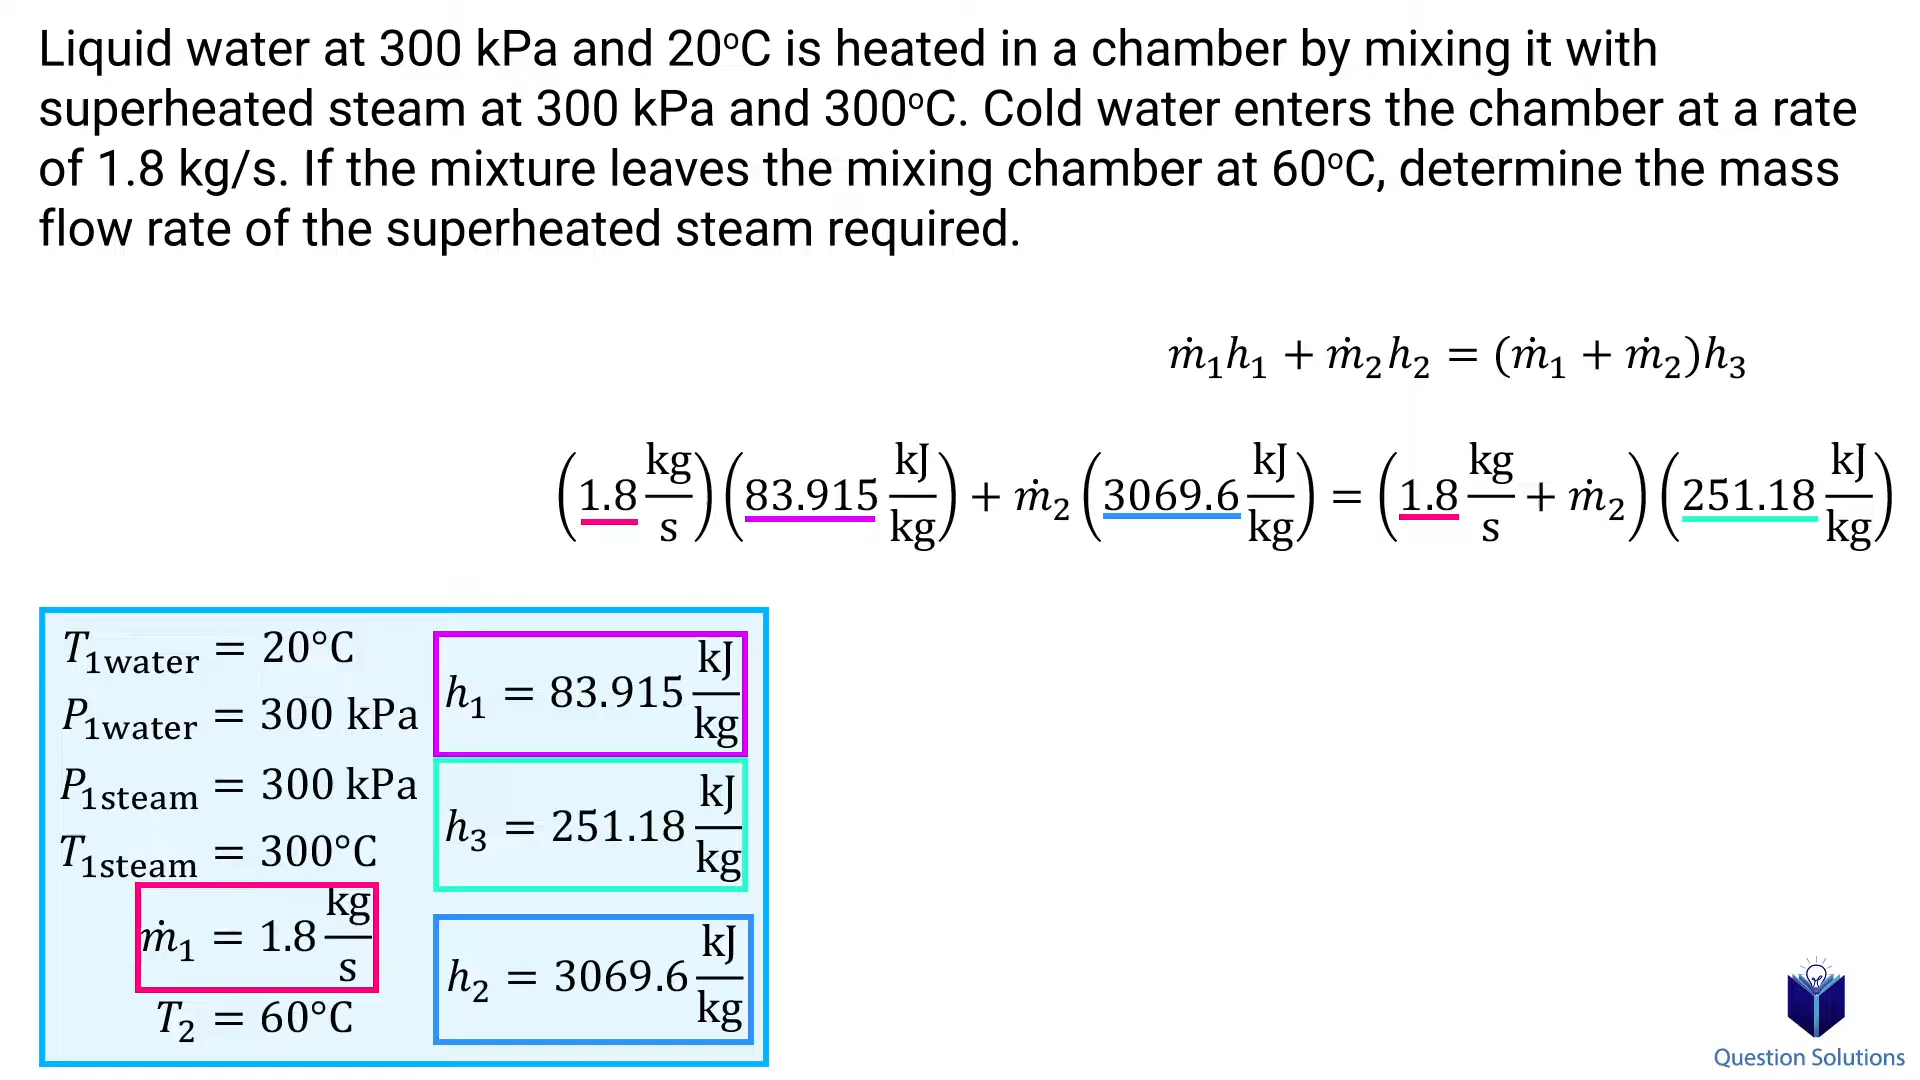 Liquid water at 300 kPa and 20°C is heated in a chamber by mixing it with
superheated steam at 300 kPa and 300°C. Cold water enters the chamber at a rate
of 1.8 kg/s. If the mixture leaves the mixing chamber at 60°C, determine the mass
flow rate of the superheated steam required.
ṁ₁h₁ + ṁ₂h₂ = (ṁ₁ + ṁ₂)h₃
(1.8 kg/s)(83.915 kJ/kg) + ṁ₂(3069.6 kJ/kg) = (1.8 kg/s + ṁ₂)(251.18 kJ/kg)
T₁water = 20°C
P₁water = 300 kPa
P₁steam = 300 kPa
T₁steam = 300°C
ṁ₁ = 1.8 kg/s
T₂ = 60°C
h₁ = 83.915 kJ/kg
h₃ = 251.18 kJ/kg
h₂ = 3069.6 kJ/kg
Question Solutions